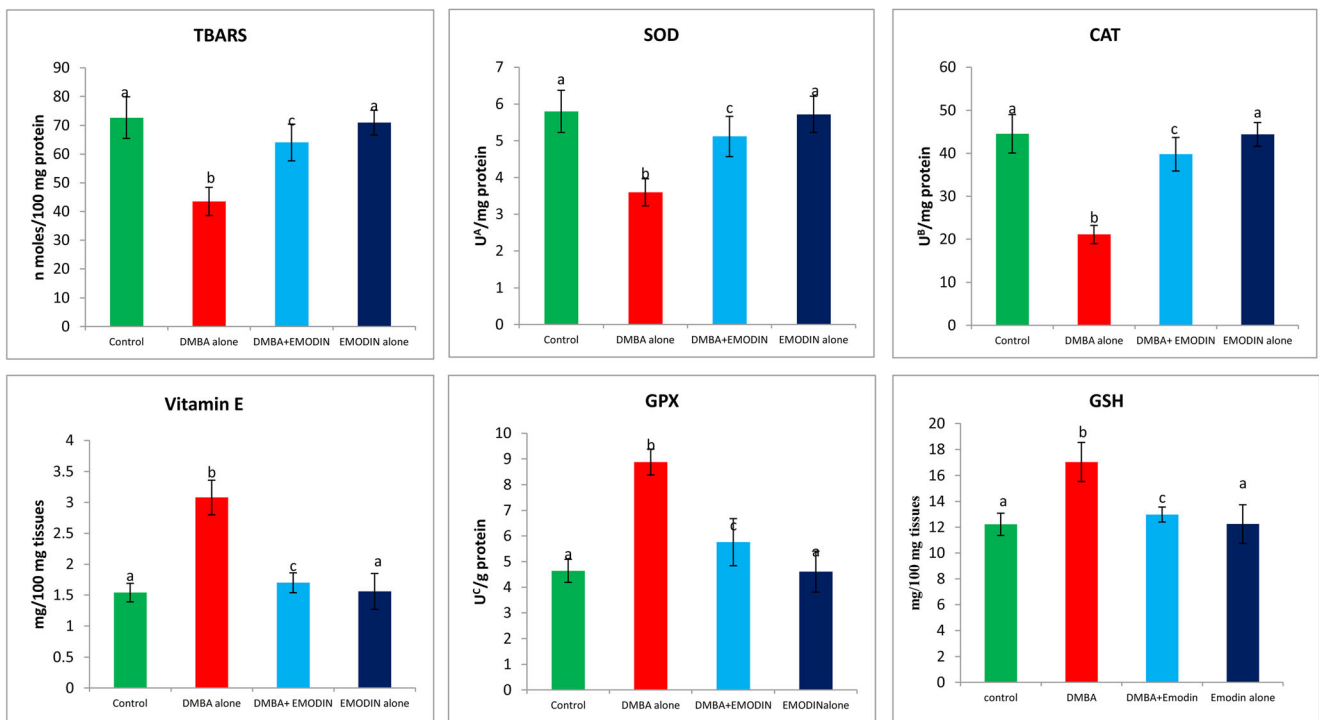 TBARS
n moles/100 mg protein
90
80
70
60
50
40
30
20
10
0
a
b
c
a
Control
DMBA alone
DMBA+EMODIN
EMODIN alone
SOD
U^A/mg protein
7
6
5
4
3
2
1
0
a
b
c
a
Control
DMBA alone
DMBA+EMODIN
EMODIN alone
CAT
U^B/mg protein
60
50
40
30
20
10
0
a
b
c
a
Control
DMBA alone
DMBA+ EMODIN
EMODIN alone
Vitamin E
mg/100 mg tissues
4
3.5
3
2.5
2
1.5
1
0.5
0
a
b
c
a
Control
DMBA alone
DMBA+ EMODIN
EMODIN alone
GPX
U^C/g protein
10
9
8
7
6
5
4
3
2
1
0
a
b
c
a
Control
DMBA alone
DMBA+EMODIN
EMODINalone
GSH
mg/100 mg tissues
20
18
16
14
12
10
8
6
4
2
0
a
b
c
a
control
DMBA
DMBA+Emodin
Emodin alone